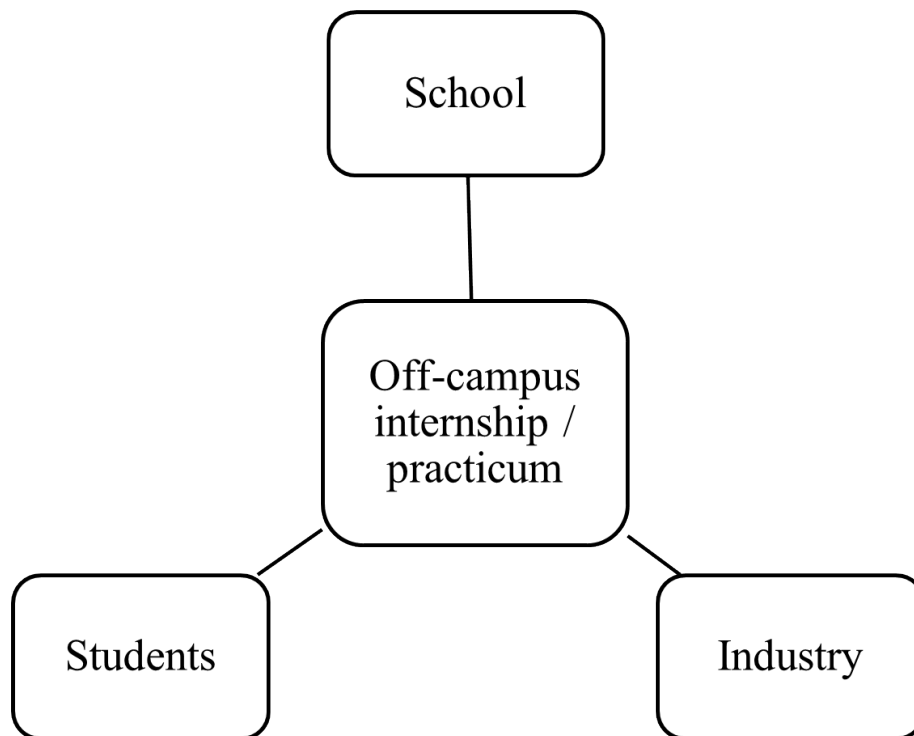 School
Off-campus
internship /
practicum
Students
Industry